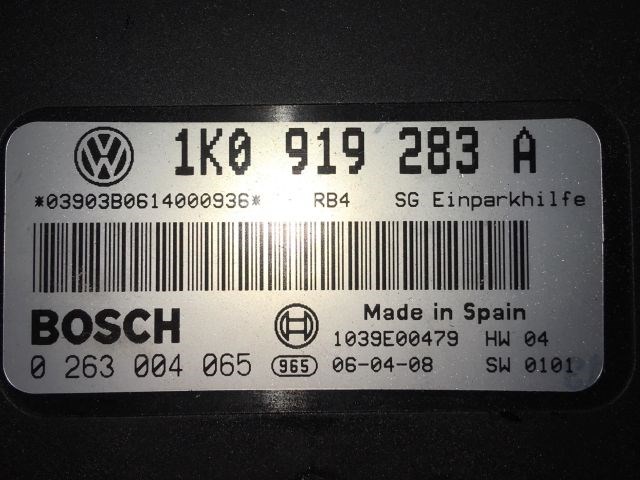 1K0 919 283 A
*03903B0614000936* RB4 SG Einparkhilfe
BOSCH Made in Spain
1039E00479 HW 04
0 263 004 065 965 06-04-08 SW 0101